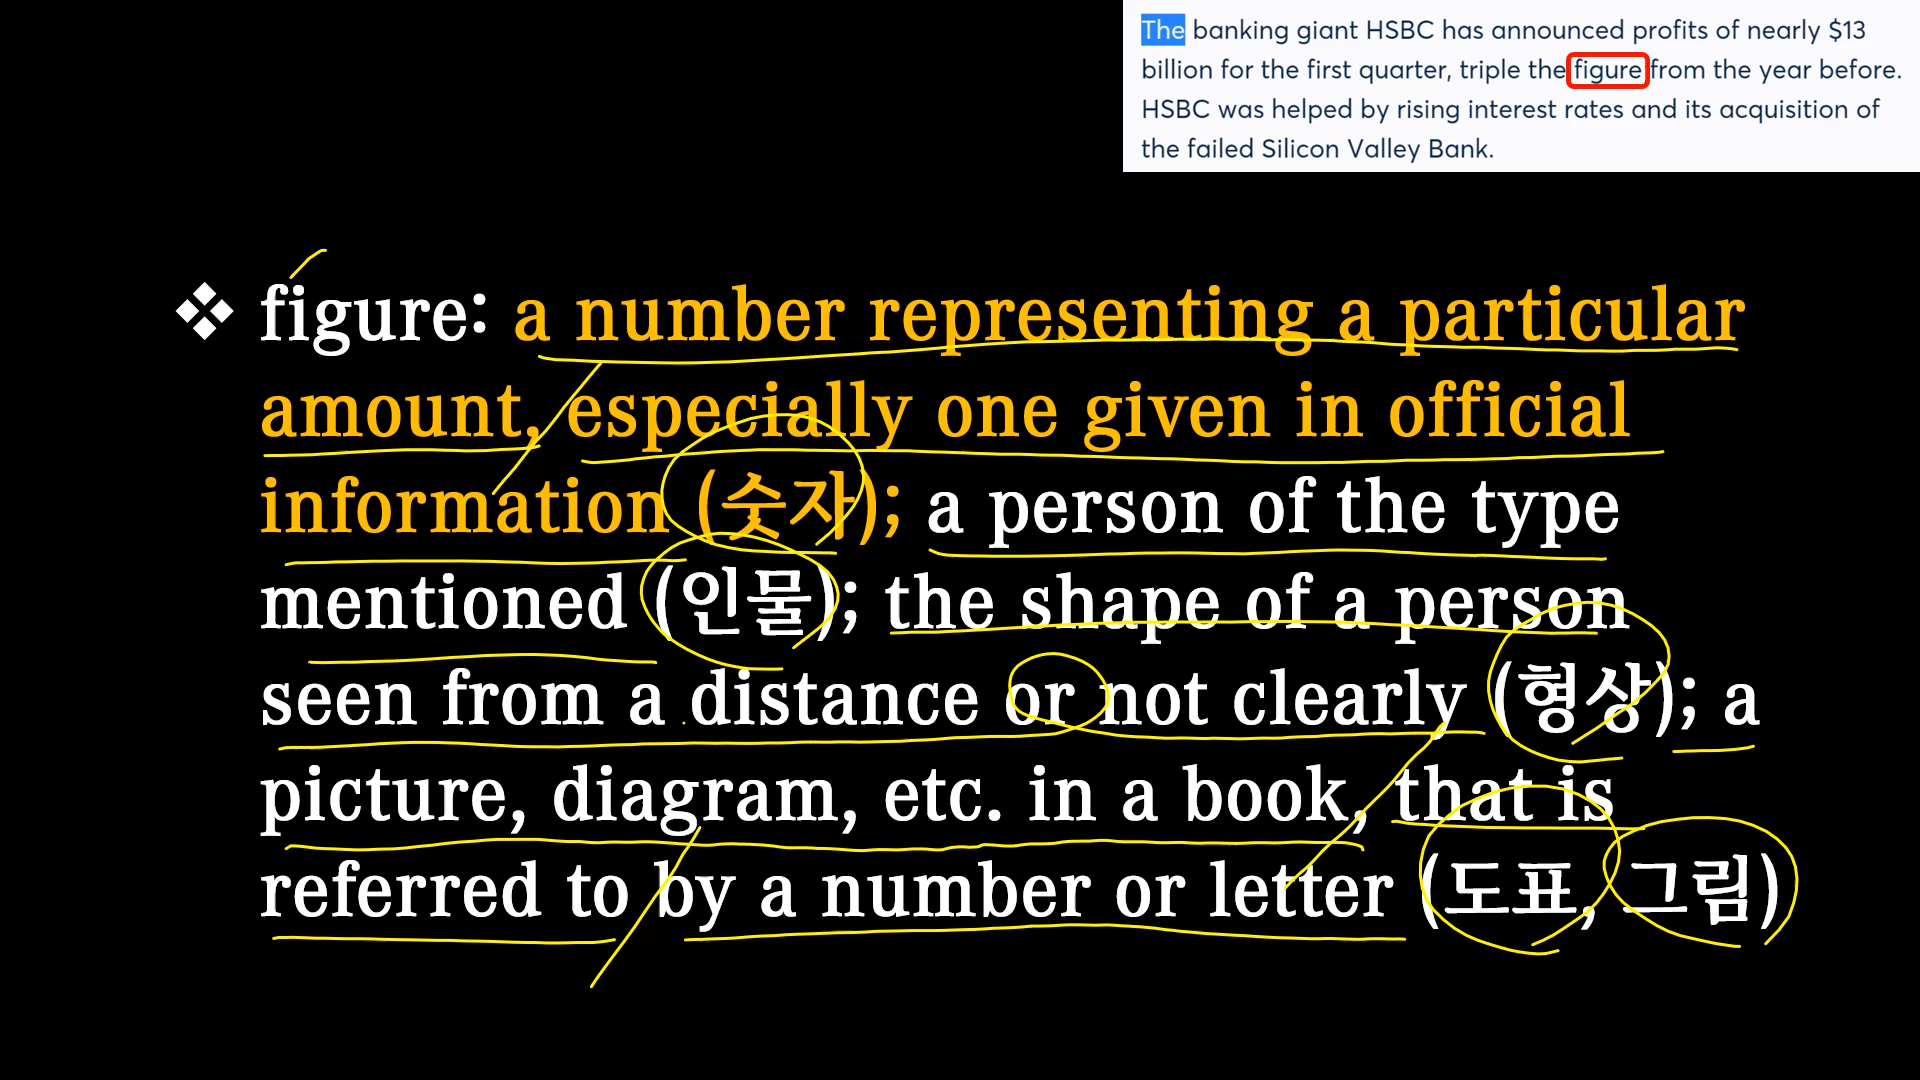 The banking giant HSBC has announced profits of nearly $13
billion for the first quarter, triple the figure from the year before.
HSBC was helped by rising interest rates and its acquisition of
the failed Silicon Valley Bank.
❖ figure: a number representing a particular
amount, especially one given in official
information (숫자); a person of the type
mentioned (인물); the shape of a person
seen from a distance or not clearly (형상); a
picture, diagram, etc. in a book, that is
referred to by a number or letter (도표, 그림)